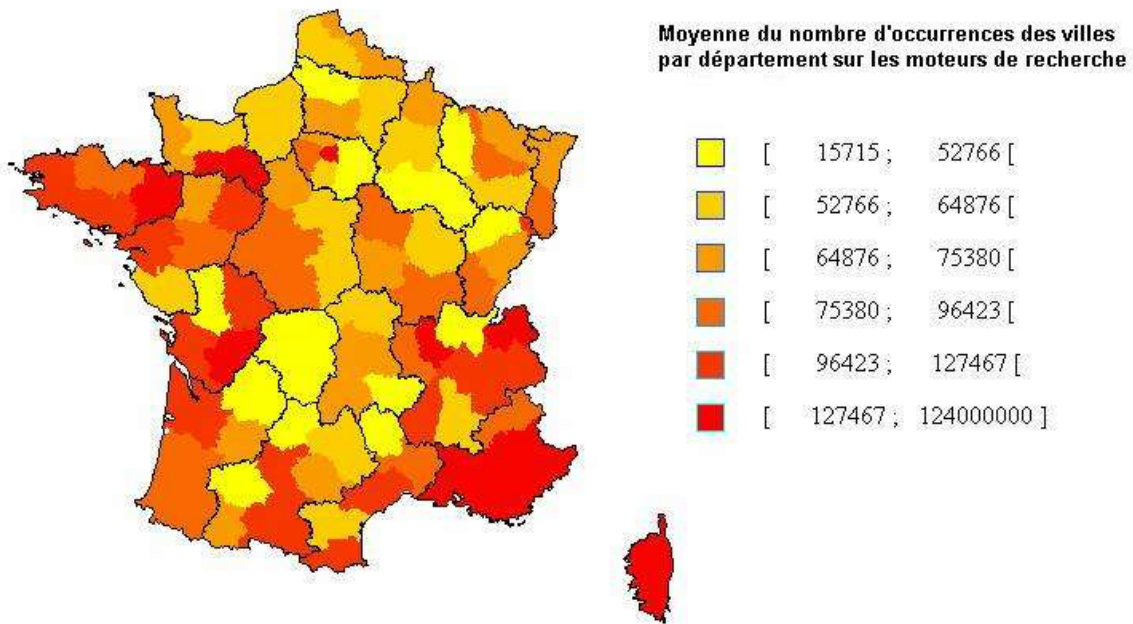 Moyenne du nombre d'occurrences des villes
par département sur les moteurs de recherche
[ 15715 ; 52766 [
[ 52766 ; 64876 [
[ 64876 ; 75380 [
[ 75380 ; 96423 [
[ 96423 ; 127467 [
[ 127467 ; 124000000 ]